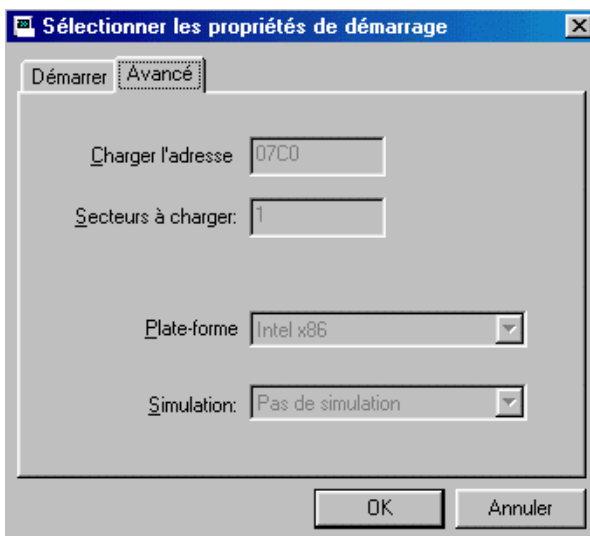 Sélectionner les propriétés de démarrage
Démarrer Avancé
Charger l'adresse 07C0
Secteurs à charger: 1
Plate-forme Intel x86
Simulation: Pas de simulation
OK Annuler